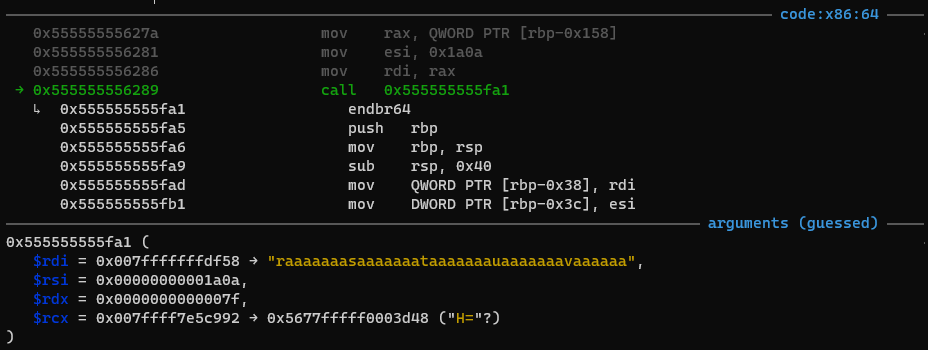 code:x86:64
0x55555555627a mov rax, QWORD PTR [rbp-0x158]
0x555555556281 mov esi, 0x1a0a
0x555555556286 mov rdi, rax
→ 0x555555556289 call 0x555555555fa1
↳ 0x555555555fa1 endbr64
0x555555555fa5 push rbp
0x555555555fa6 mov rbp, rsp
0x555555555fa9 sub rsp, 0x40
0x555555555fad mov QWORD PTR [rbp-0x38], rdi
0x555555555fb1 mov DWORD PTR [rbp-0x3c], esi
arguments (guessed)
0x555555555fa1 (
$rdi = 0x007fffffffdf58 → "raaaaaaasaaaaaaataaaaaaauaaaaaaavaaaaaa",
$rsi = 0x00000000001a0a,
$rdx = 0x0000000000007f,
$rcx = 0x007ffff7e5c992 → 0x5677fffff0003d48 ("H="?)
)